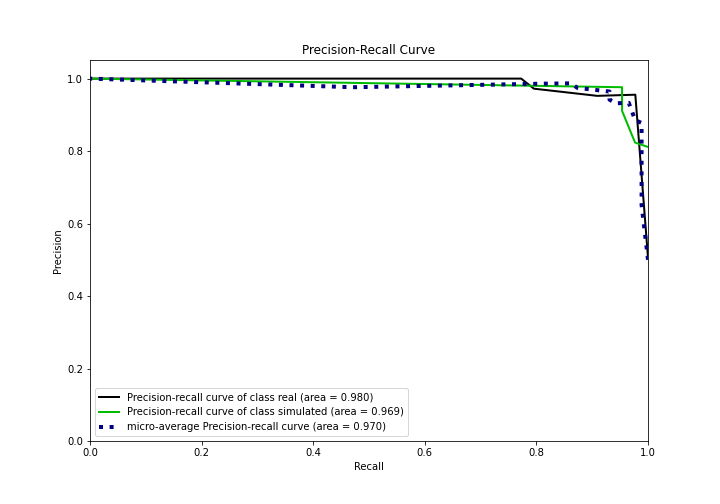 Precision-Recall Curve
1.0
0.8
0.6
0.4
0.2
0.0
Precision
Precision-recall curve of class real (area = 0.980)
Precision-recall curve of class simulated (area = 0.969)
micro-average Precision-recall curve (area = 0.970)
0.0 0.2 0.4 0.6 0.8 1.0
Recall